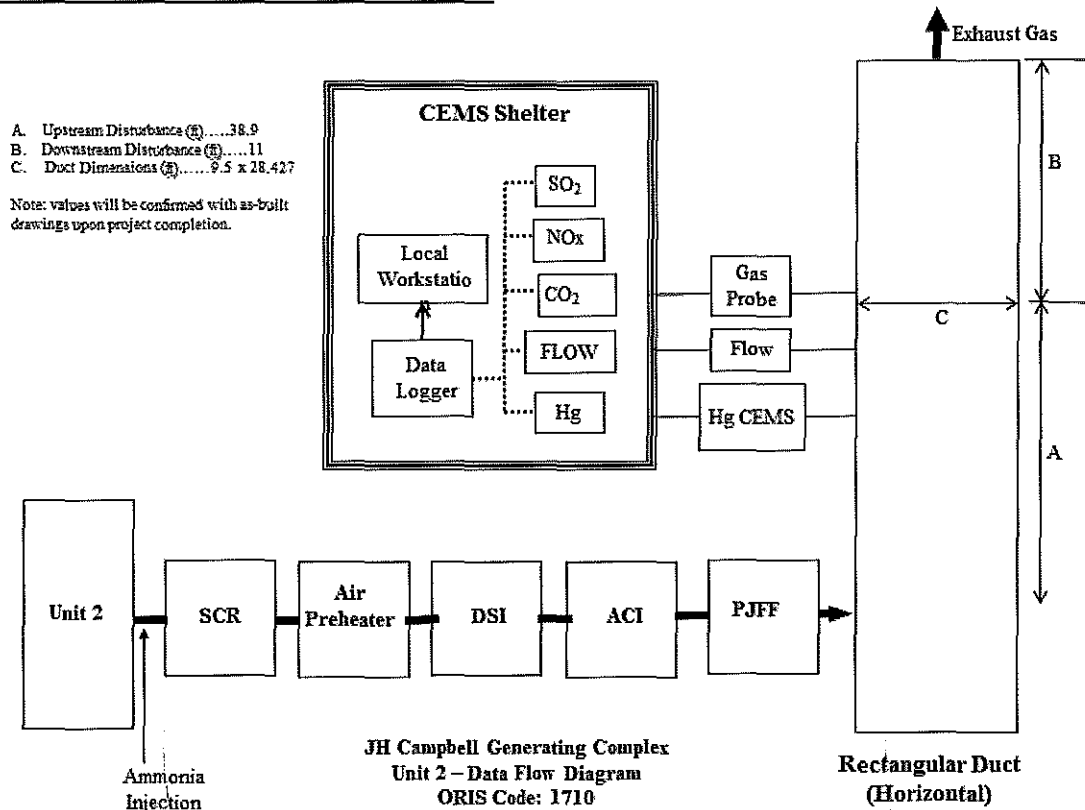 Exhaust Gas
A. Upstream Disturbance (ft).....38.9
B. Downstream Disturbance (ft).....11
C. Duct Dimensions (ft)......9.5 x 28.427
Note: values will be confirmed with as-built
drawings upon project completion.
CEMS Shelter
SO₂
NOx
CO₂
FLOW
Hg
Local
Workstatio
Data
Logger
Gas
Probe
Flow
Hg CEMS
B
C
A
Unit 2
SCR
Air
Preheater
DSI
ACI
PJFF
Ammonia
Injection
JH Campbell Generating Complex
Unit 2 – Data Flow Diagram
ORIS Code: 1710
Rectangular Duct
(Horizontal)